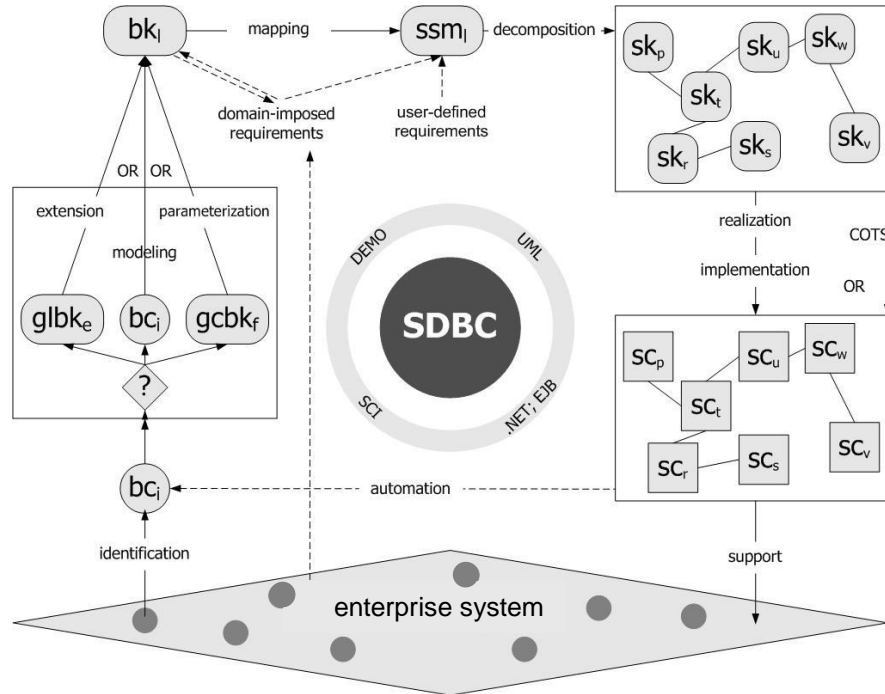 bkl
mapping
ssml
decomposition
skp
sku
skw
skt
skr
sks
skv
domain-imposed
requirements
user-defined
requirements
OR
OR
extension
parameterization
modeling
glbke
bci
gcbkf
?
DEMO
UML
SDBC
SCI
.NET; EJB
realization
implementation
COTS
OR
scp
scu
scw
sct
scr
scs
scv
bci
automation
identification
support
enterprise system